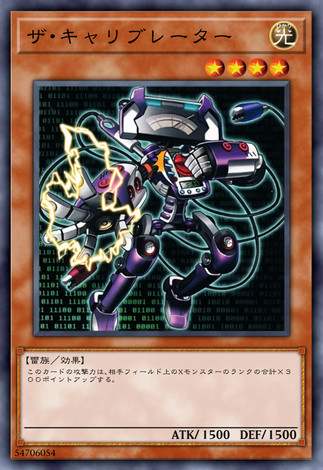 ザ・キャリブレーター
光
【雷族／効果】
このカードの攻撃力は、相手フィールド上のXモンスターのランクの合計×3
00ポイントアップする。
ATK/ 1500 DEF/ 1500
54706054